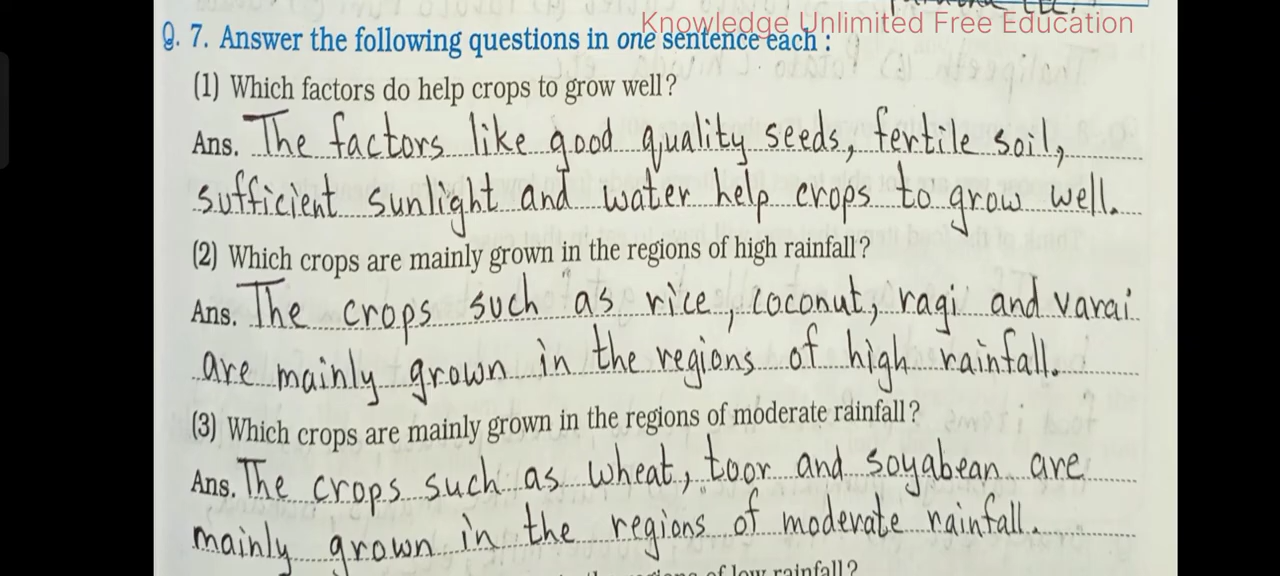 Knowledge Unlimited Free Education
Q. 7. Answer the following questions in one sentence each :
(1) Which factors do help crops to grow well?
Ans. The factors like good quality seeds, fertile soil,
sufficient sunlight and water help crops to grow well.
(2) Which crops are mainly grown in the regions of high rainfall?
Ans. The crops such as rice, coconut, ragi and varai
are mainly grown in the regions of high rainfall.
(3) Which crops are mainly grown in the regions of moderate rainfall?
Ans. The crops such as wheat, toor and soyabean are
mainly grown in the regions of moderate rainfall.
of low rainfall?